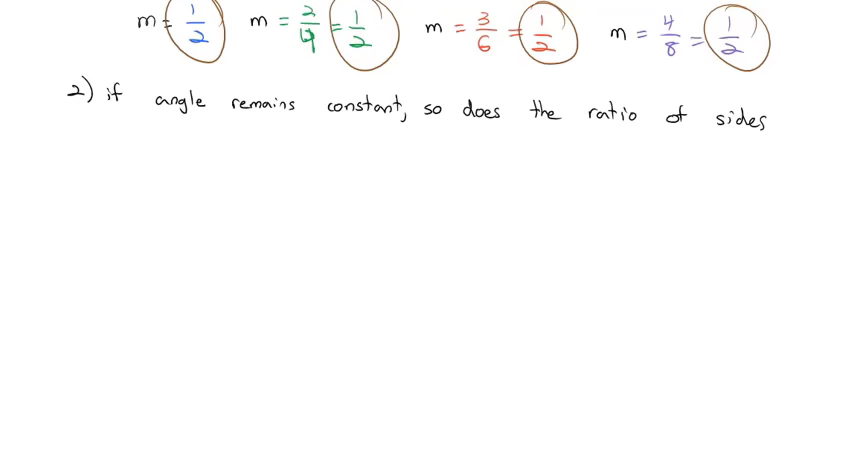 m = 1/2 m = 2/4 = 1/2 m = 3/6 = 1/2 m = 4/8 = 1/2
2) if angle remains constant, so does the ratio of sides